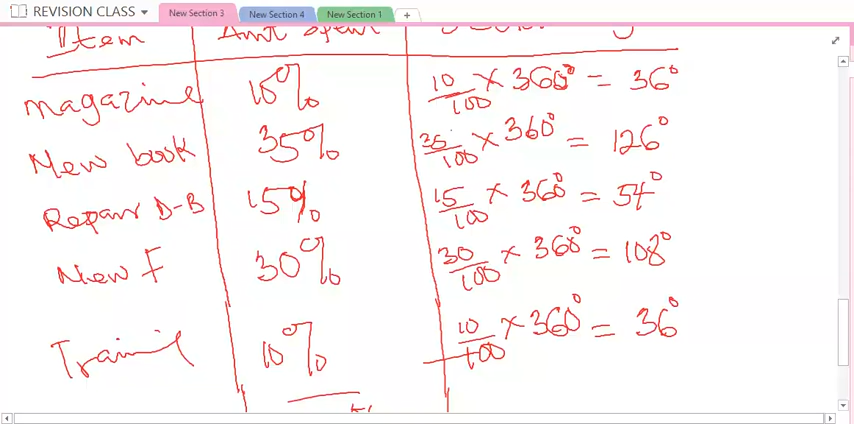 REVISION CLASS
New Section 3 New Section 4 New Section 1 +
Item Amt Spent
magazine 10% 10/100 × 360° = 36°
New book 35% 35/100 × 360° = 126°
Repair D-B 15% 15/100 × 360° = 54°
New F 30% 30/100 × 360° = 108°
10% 10/100 × 360° = 36°